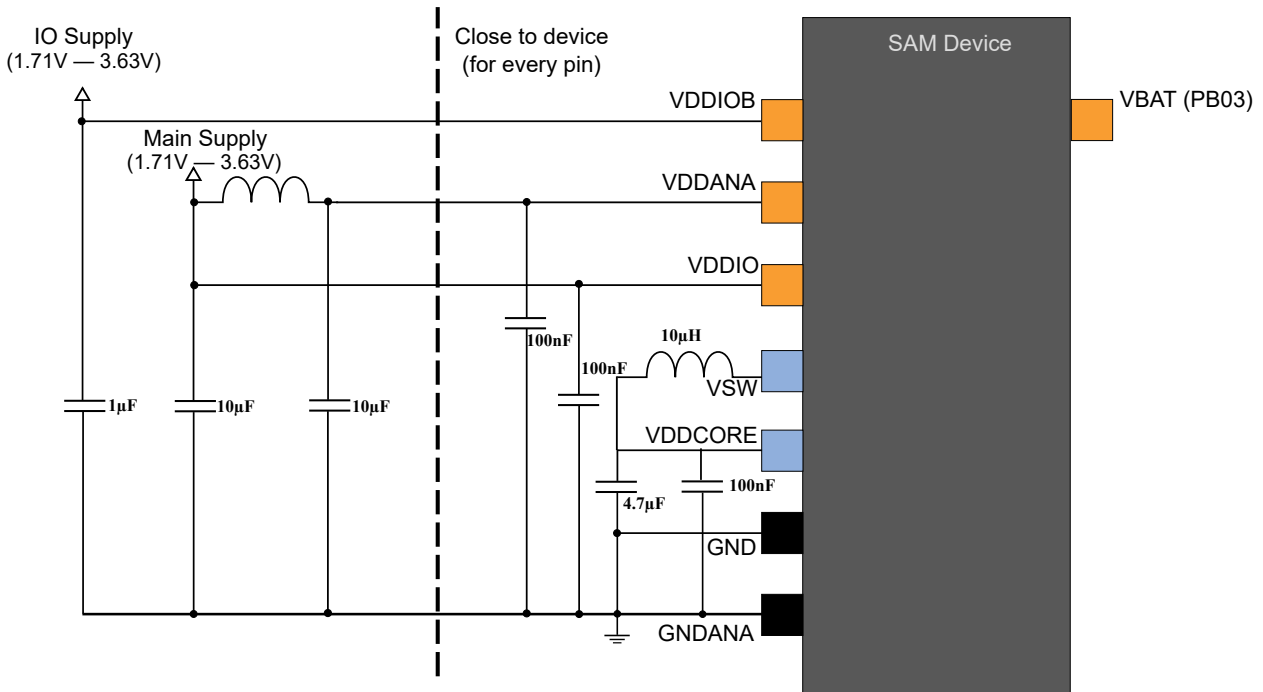 IO Supply
(1.71V — 3.63V)
Close to device
(for every pin)
SAM Device
VDDIOB
VBAT (PB03)
Main Supply
(1.71V — 3.63V)
VDDANA
VDDIO
100nF
10µH
100nF
VSW
1µF
10µF
10µF
VDDCORE
100nF
4.7µF
GND
GNDANA